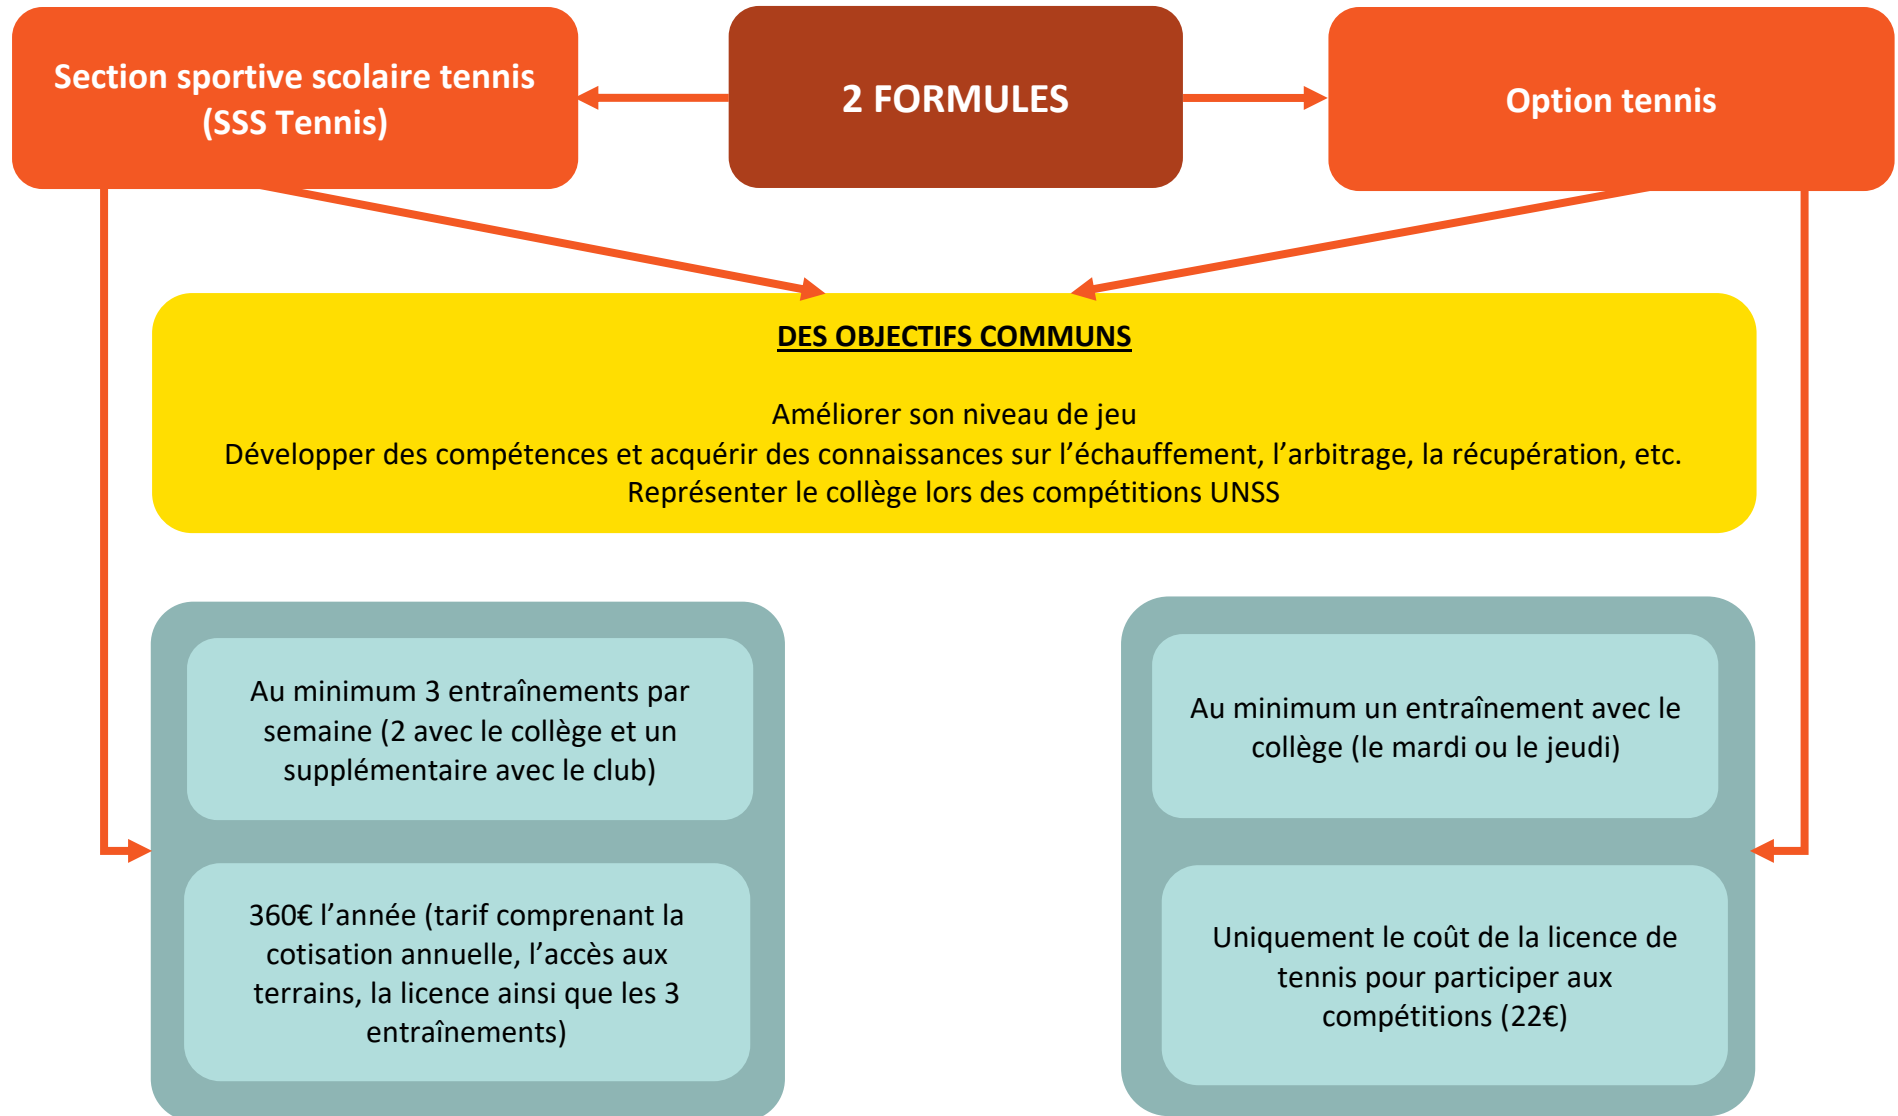 Section sportive scolaire tennis
(SSS Tennis)
2 FORMULES
Option tennis
DES OBJECTIFS COMMUNS
Améliorer son niveau de jeu
Développer des compétences et acquérir des connaissances sur l’échauffement, l’arbitrage, la récupération, etc.
Représenter le collège lors des compétitions UNSS
Au minimum 3 entraînements par
semaine (2 avec le collège et un
supplémentaire avec le club)
360€ l’année (tarif comprenant la
cotisation annuelle, l’accès aux
terrains, la licence ainsi que les 3
entraînements)
Au minimum un entraînement avec le
collège (le mardi ou le jeudi)
Uniquement le coût de la licence de
tennis pour participer aux
compétitions (22€)